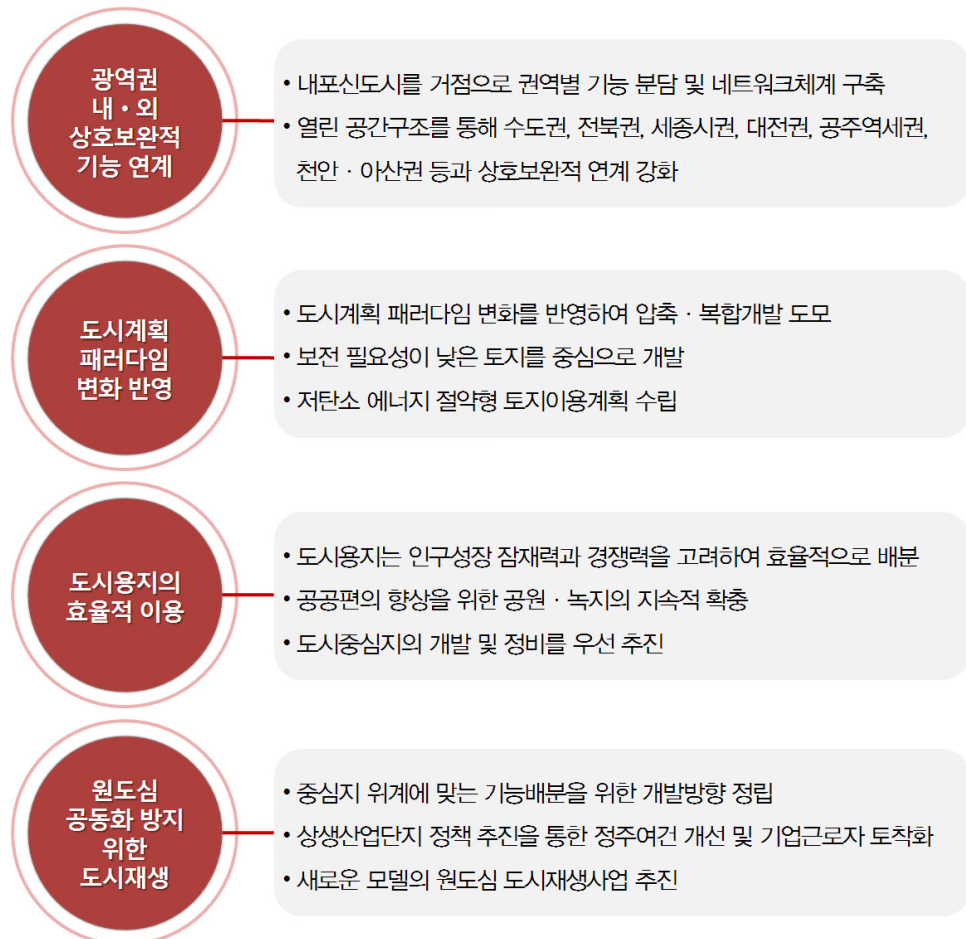 광역권
내・외
상호보완적
기능 연계
• 내포신도시를 거점으로 권역별 기능 분담 및 네트워크체계 구축
• 열린 공간구조를 통해 수도권, 전북권, 세종시권, 대전권, 공주역세권,
천안 · 아산권 등과 상호보완적 연계 강화
도시계획
패러다임
변화 반영
• 도시계획 패러다임 변화를 반영하여 압축 · 복합개발 도모
• 보전 필요성이 낮은 토지를 중심으로 개발
• 저탄소 에너지 절약형 토지이용계획 수립
도시용지의
효율적 이용
• 도시용지는 인구성장 잠재력과 경쟁력을 고려하여 효율적으로 배분
• 공공편의 향상을 위한 공원 · 녹지의 지속적 확충
• 도시중심지의 개발 및 정비를 우선 추진
원도심
공동화 방지
위한
도시재생
• 중심지 위계에 맞는 기능배분을 위한 개발방향 정립
• 상생산업단지 정책 추진을 통한 정주여건 개선 및 기업근로자 토착화
• 새로운 모델의 원도심 도시재생사업 추진